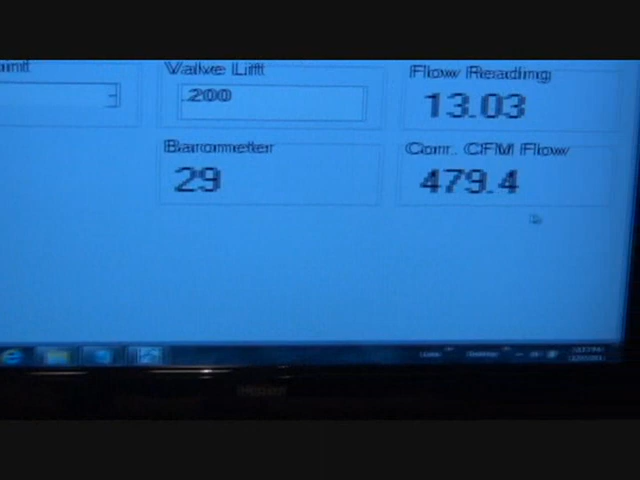 Valve Lift
Flow Reading
.200
13.03
Barometer
Corr. CFM Flow
29
479.4